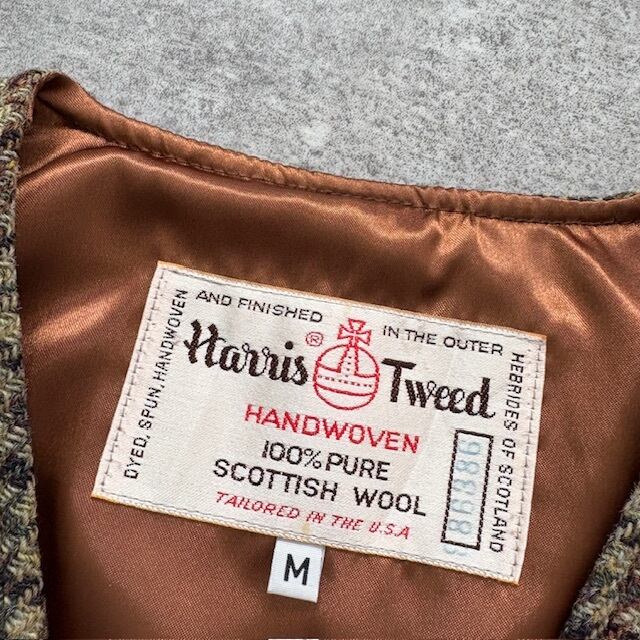 DYED, SPUN, HANDWOVEN
AND FINISHED
IN THE OUTER
HEBRIDES OF SCOTLAND
Harris® Tweed
HANDWOVEN
100% PURE
SCOTTISH WOOL
TAILORED IN THE U.S.A
M